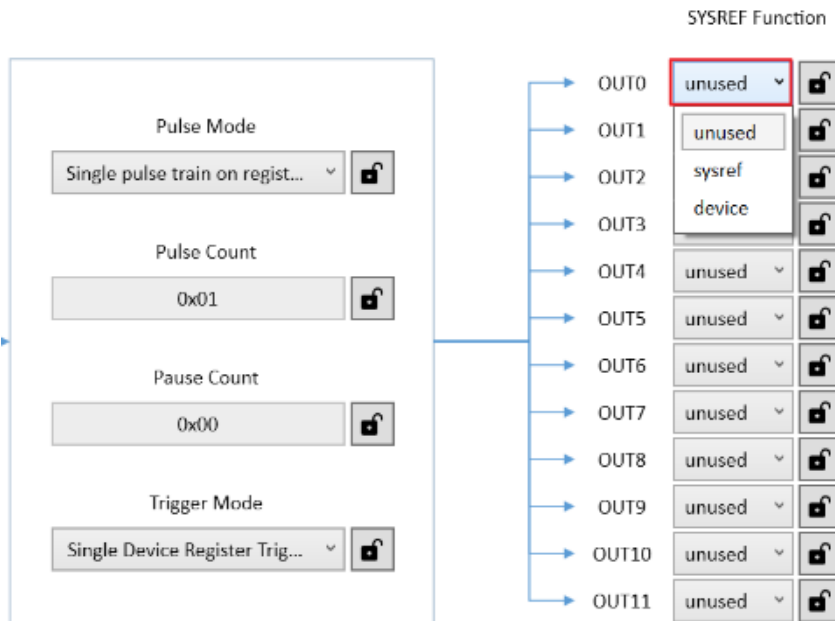 SYSREF Function
Pulse Mode
Single pulse train on regist...
Pulse Count
0x01
Pause Count
0x00
Trigger Mode
Single Device Register Trig...
OUT0 unused
unused
sysref
device
OUT1
OUT2
OUT3
OUT4 unused
OUT5 unused
OUT6 unused
OUT7 unused
OUT8 unused
OUT9 unused
OUT10 unused
OUT11 unused